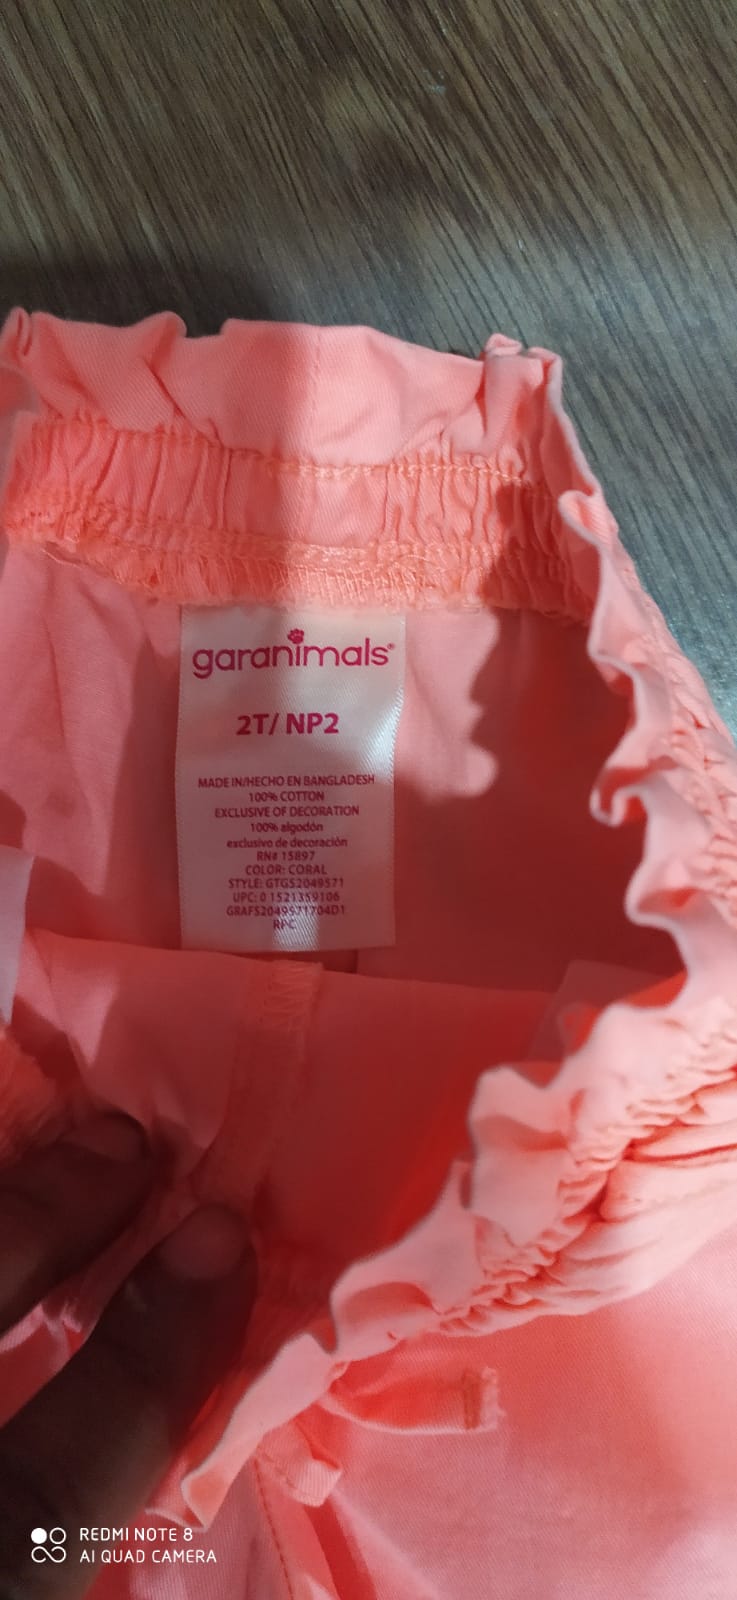 garanimals®
2T/ NP2
MADE IN/HECHO EN BANGLADESH
100% COTTON
EXCLUSIVE OF DECORATION
100% algodón
exclusivo de decoración
RN# 15897
COLOR: CORAL
STYLE: GTGS2049571
UPC: 0 1521359106
GRAFS2049571704D1
RPC
REDMI NOTE 8
AI QUAD CAMERA